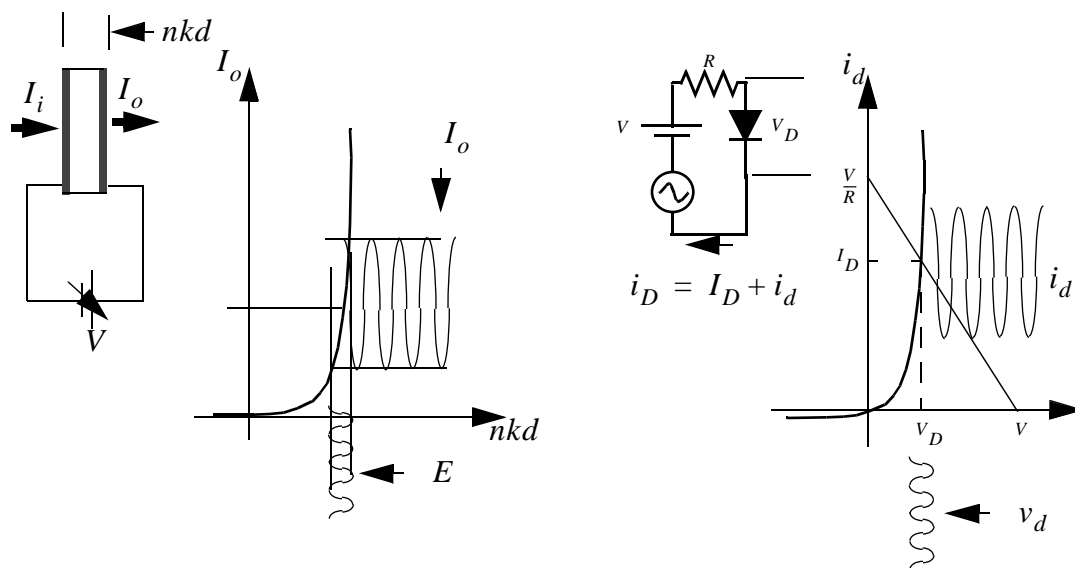 nkd
I_i
I_o
V
I_o
I_o
nkd
E
R
V
V_D
i_D = I_D + i_d
i_d
V/R
I_D
i_d
V_D
V
v_d